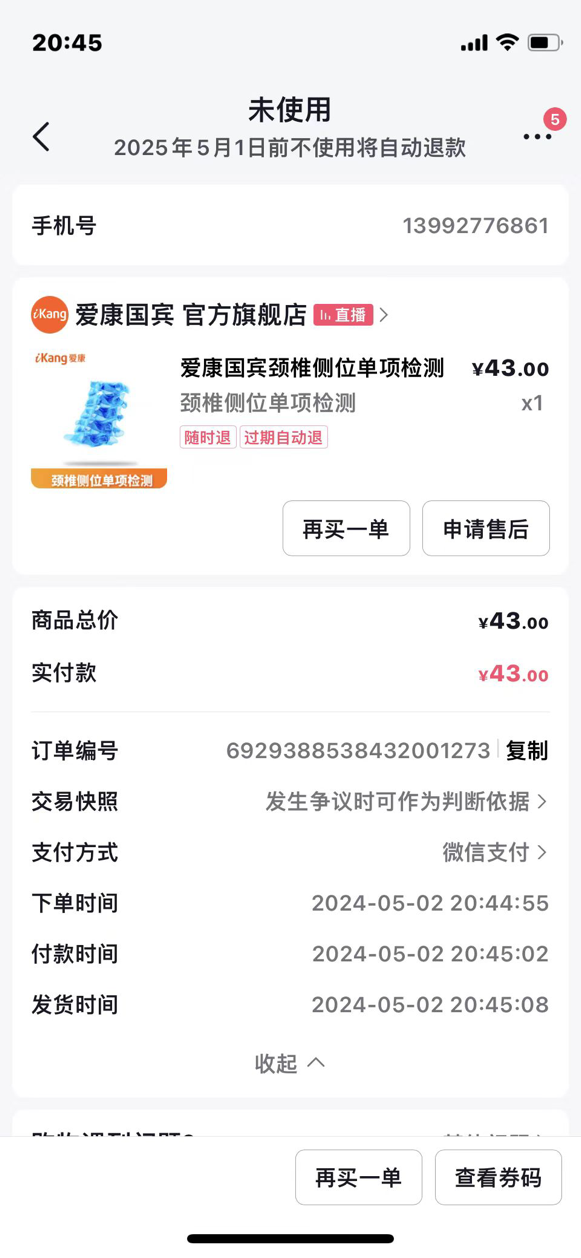 20:45
未使用
2025年5月1日前不使用将自动退款
5
手机号 13992776861
iKang 爱康国宾 官方旗舰店 直播
iKang 爱康
颈椎侧位单项检测
爱康国宾颈椎侧位单项检测 ¥43.00
颈椎侧位单项检测 x1
随时退 过期自动退
再买一单 申请售后
商品总价 ¥43.00
实付款 ¥43.00
订单编号 6929388538432001273 复制
交易快照 发生争议时可作为判断依据
支付方式 微信支付
下单时间 2024-05-02 20:44:55
付款时间 2024-05-02 20:45:02
发货时间 2024-05-02 20:45:08
收起
再买一单 查看券码